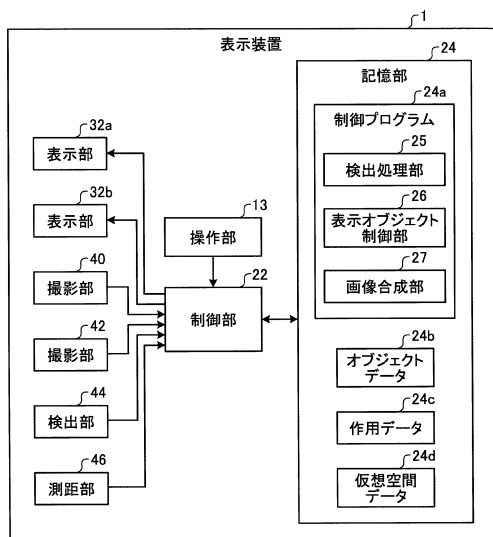 1
表示装置
32a
表示部
32b
表示部
40
撮影部
42
撮影部
44
検出部
46
測距部
13
操作部
22
制御部
24
記憶部
24a
制御プログラム
25
検出処理部
26
表示オブジェクト
制御部
27
画像合成部
24b
オブジェクト
データ
24c
作用データ
24d
仮想空間
データ